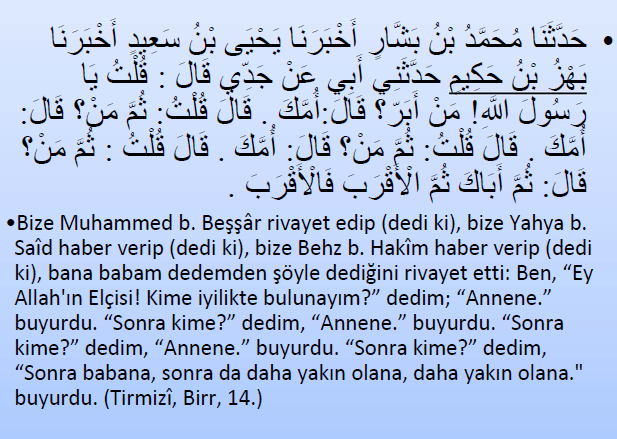 • حَدَّثَنَا مُحَمَّدُ بْنُ بَشَّارٍ أَخْبَرَنَا يَحْيَى بْنُ سَعِيدٍ أَخْبَرَنَا
بَهْزُ بْنُ حَكِيمٍ حَدَّثَنِي أَبِي عَنْ جَدِّي قَالَ : قُلْتُ يَا
رَسُولَ اللَّهِ! مَنْ أَبَرّ؟ قَالَ:أُمَّكَ . قَالَ قُلْتُ: ثُمَّ مَنْ؟ قَالَ:
أُمَّكَ . قَالَ قُلْتُ: ثُمَّ مَنْ؟ قَالَ: أُمَّكَ . قَالَ قُلْتُ : ثُمَّ مَنْ؟
قَالَ: ثُمَّ أَبَاكَ ثُمَّ الْأَقْرَبَ فَالْأَقْرَبَ .
•Bize Muhammed b. Beşşâr rivayet edip (dedi ki), bize Yahya b.
Saîd haber verip (dedi ki), bize Behz b. Hakîm haber verip (dedi
ki), bana babam dedemden şöyle dediğini rivayet etti: Ben, “Ey
Allah'ın Elçisi! Kime iyilikte bulunayım?” dedim; “Annene.”
buyurdu. “Sonra kime?” dedim, “Annene.” buyurdu. “Sonra
kime?” dedim, “Annene.” buyurdu. “Sonra kime?” dedim,
“Sonra babana, sonra da daha yakın olana, daha yakın olana."
buyurdu. (Tirmizî, Birr, 14.)